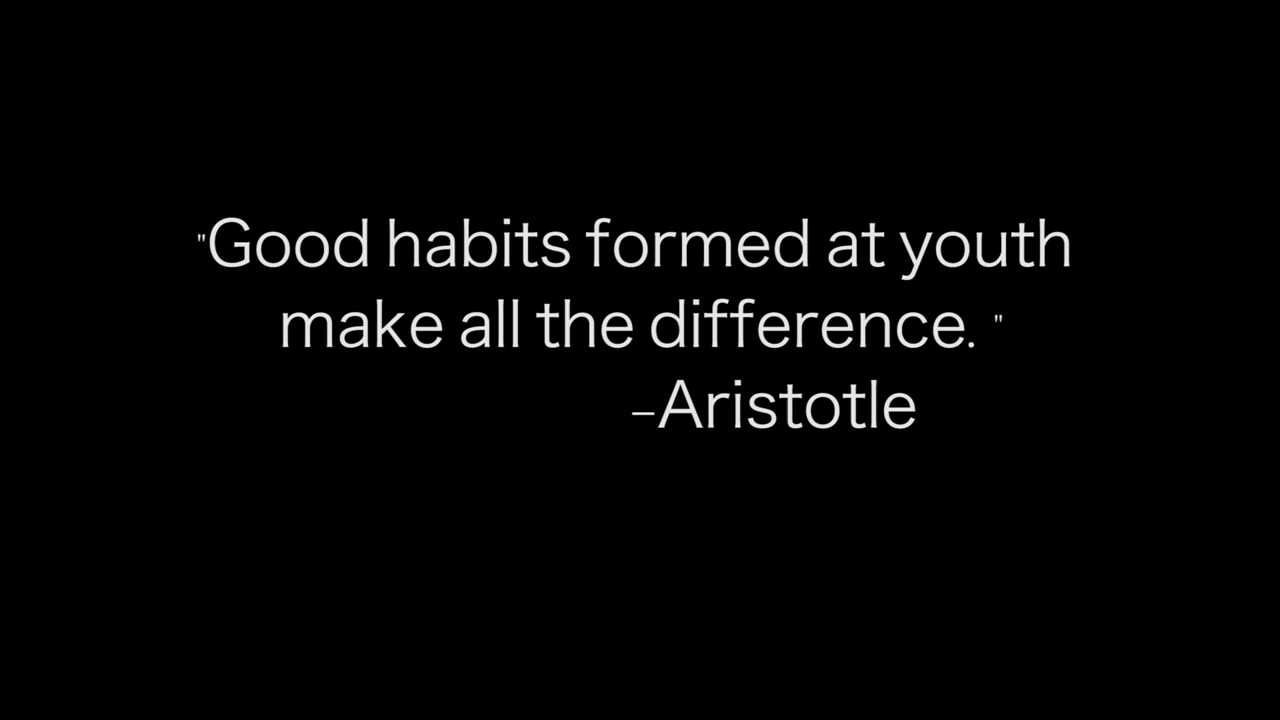 "Good habits formed at youth
make all the difference. "
–Aristotle